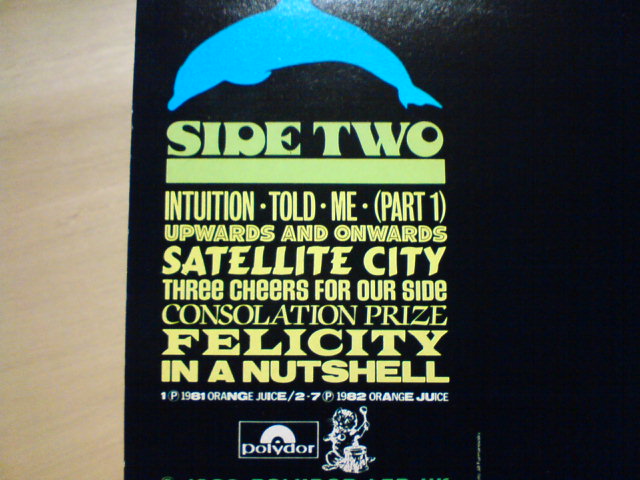 SIDE TWO
INTUITION · TOLD · ME · (PART 1)
UPWARDS AND ONWARDS
SATELLITE CITY
THREE CHEERS FOR OUR SIDE
CONSOLATION PRIZE
FELICITY
IN A NUTSHELL
1 Ⓟ 1981 ORANGE JUICE/2-7 Ⓟ 1982 ORANGE JUICE
polydor